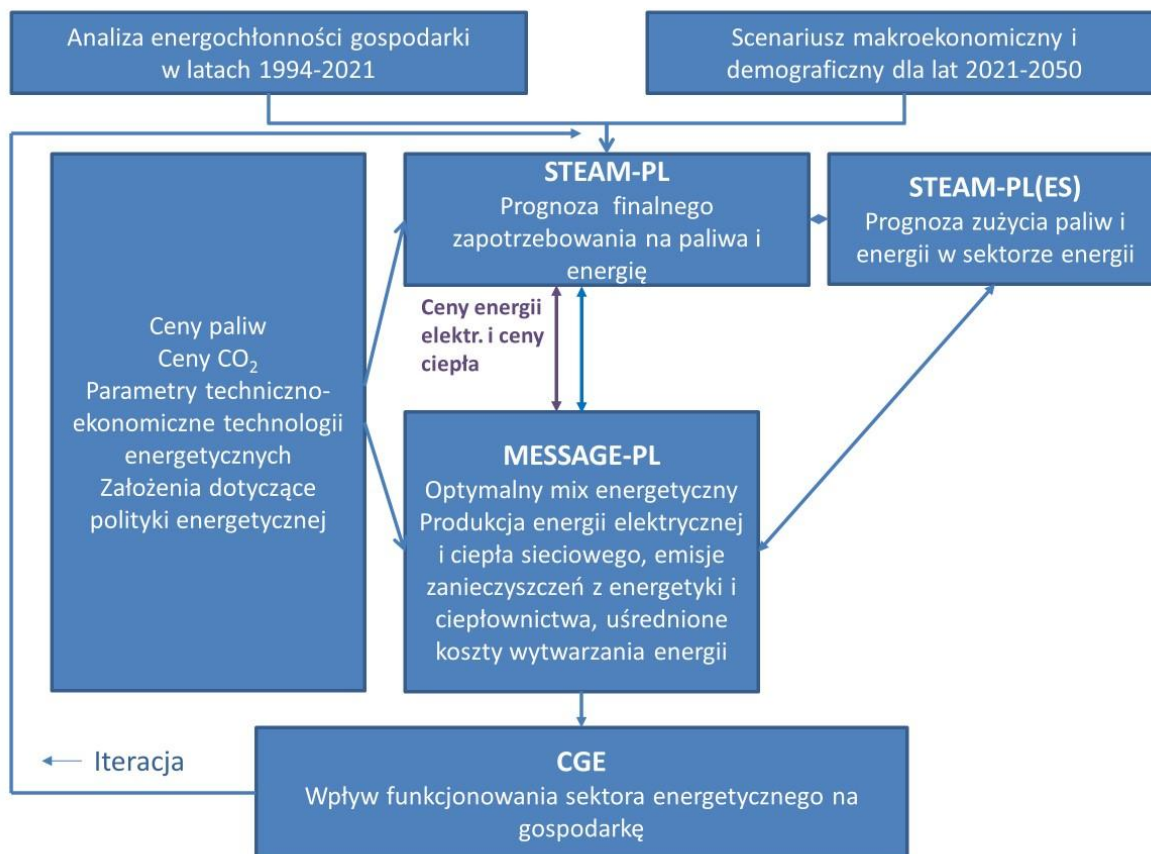 Analiza energochłonności gospodarki
w latach 1994-2021
Scenariusz makroekonomiczny i
demograficzny dla lat 2021-2050
STEAM-PL
Prognoza finalnego
zapotrzebowania na paliwa i
energię
STEAM-PL(ES)
Prognoza zużycia paliw i
energii w sektorze energii
Ceny paliw
Ceny CO₂
Parametry techniczno-
ekonomiczne technologii
energetycznych
Założenia dotyczące
polityki energetycznej
Ceny energii
elektr. i ceny
ciepła
MESSAGE-PL
Optymalny mix energetyczny
Produkcja energii elektrycznej
i ciepła sieciowego, emisje
zanieczyszczeń z energetyki i
ciepłownictwa, uśrednione
koszty wytwarzania energii
Iteracja
CGE
Wpływ funkcjonowania sektora energetycznego na
gospodarkę